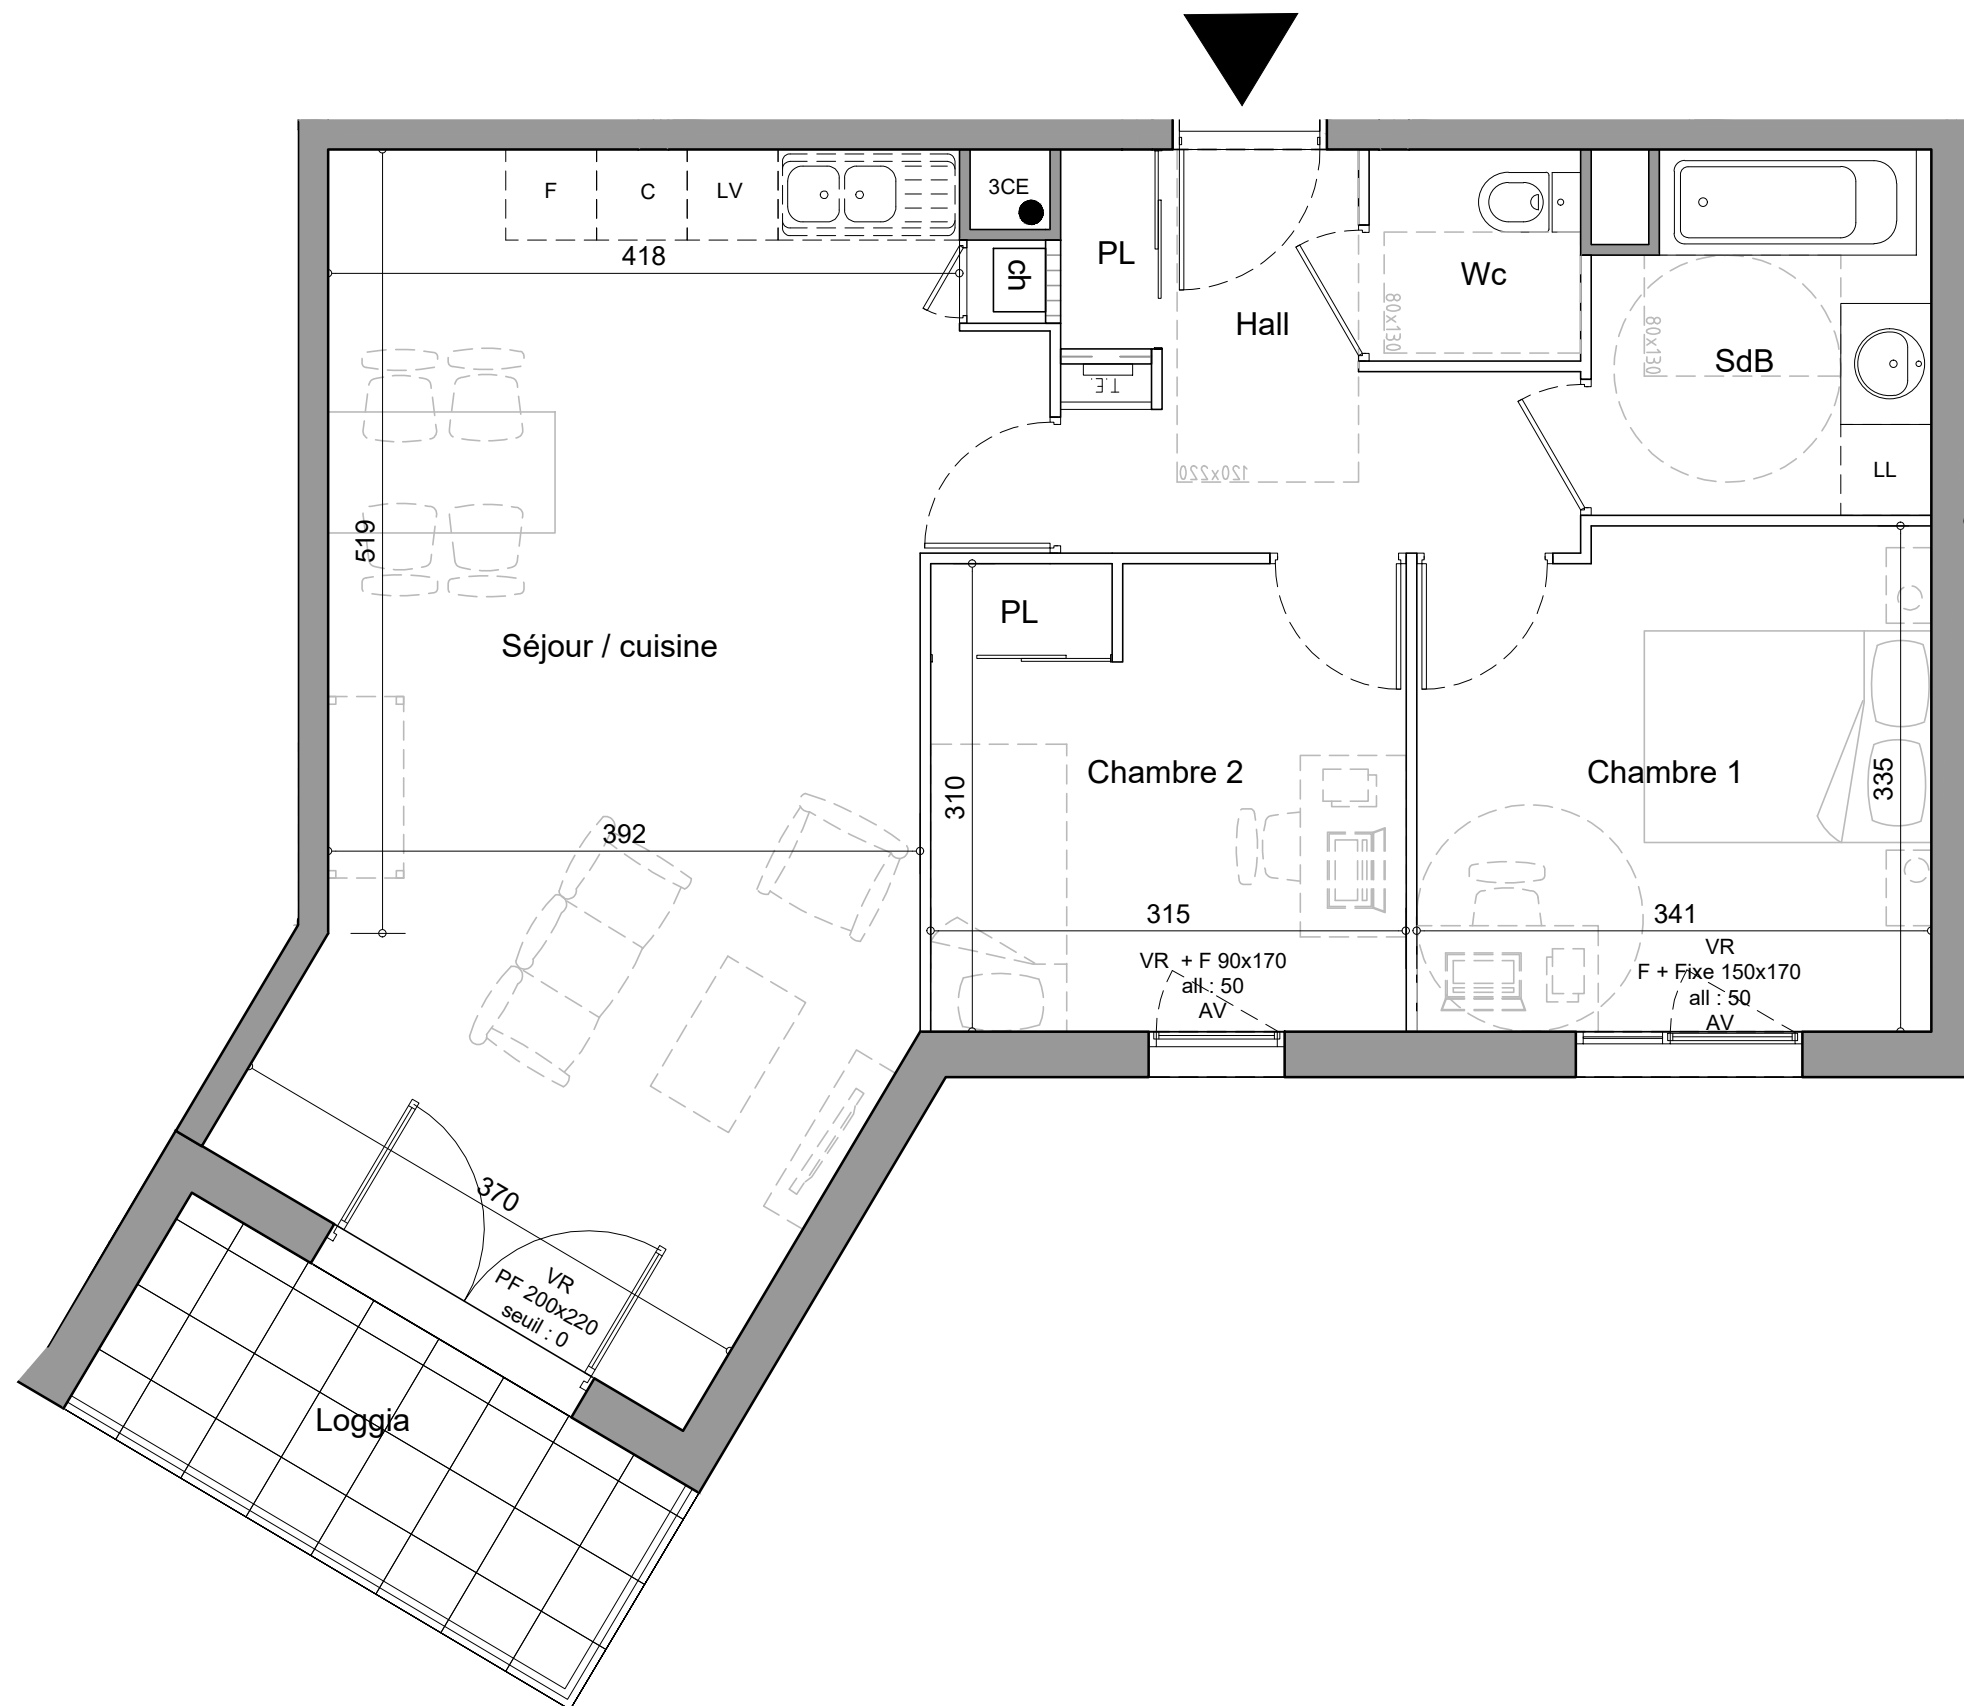 F
C
LV
3CE
418
ch
PL
Hall
Wc
80x130
80x130
SdB
T.E.
120x220
LL
519
PL
Séjour / cuisine
Chambre 2
Chambre 1
310
335
392
315
341
VR + F 90x170
all : 50
AV
VR
F + Fixe 150x170
all : 50
AV
370
VR
PF 200x220
seuil : 0
Loggia